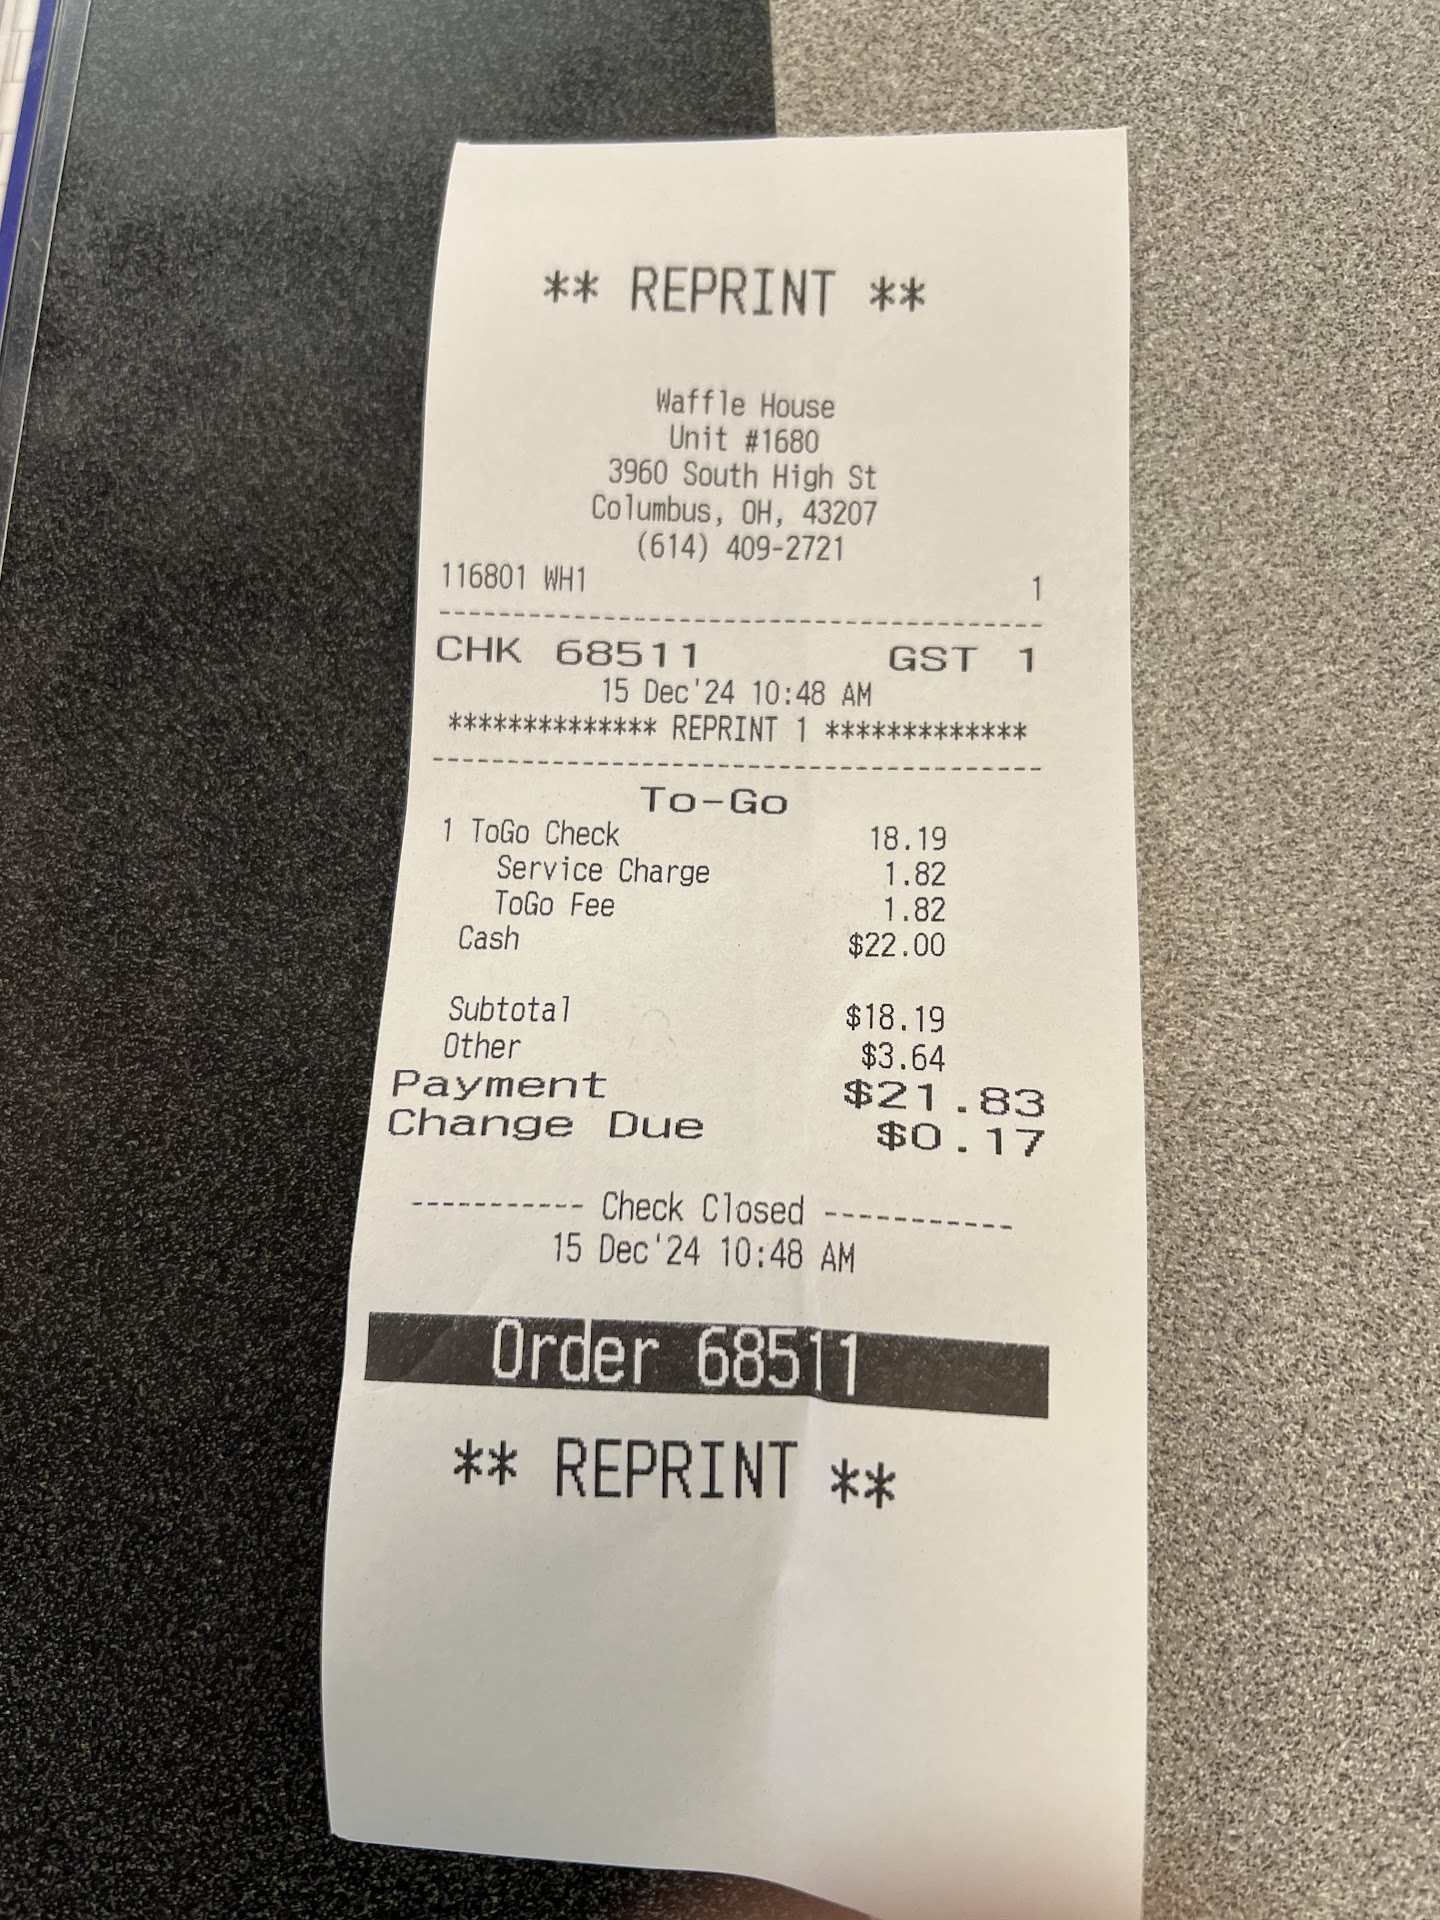 ** REPRINT **
Waffle House
Unit #1680
3960 South High St
Columbus, OH, 43207
(614) 409-2721
116801 WH1 1
----------------------------------------
CHK 68511 GST 1
15 Dec'24 10:48 AM
************** REPRINT 1 **************
----------------------------------------
To-Go
1 ToGo Check 18.19
Service Charge 1.82
ToGo Fee 1.82
Cash $22.00
Subtotal $18.19
Other $3.64
Payment $21.83
Change Due $0.17
----------- Check Closed -----------
15 Dec'24 10:48 AM
Order 68511
** REPRINT **